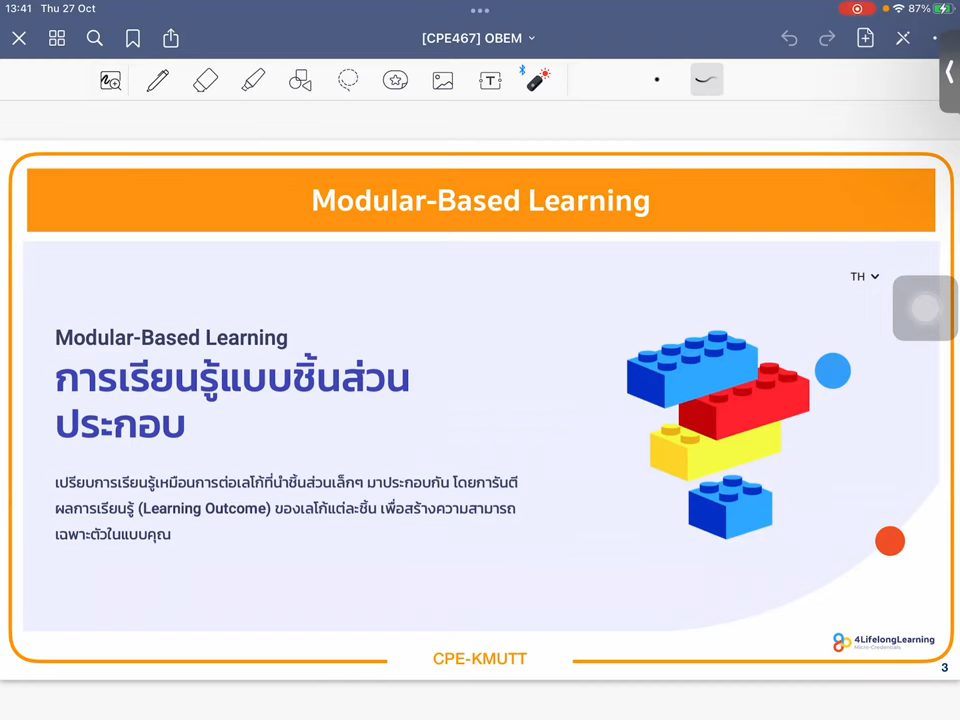 13:41 Thu 27 Oct
87%
[CPE467] OBEM
T
Modular-Based Learning
TH
Modular-Based Learning
การเรียนรู้แบบชิ้นส่วน
ประกอบ
เปรียบการเรียนรู้เหมือนการต่อเลโก้ที่นำชิ้นส่วนเล็กๆ มาประกอบกัน โดยการันตี
ผลการเรียนรู้ (Learning Outcome) ของเลโก้แต่ละชิ้น เพื่อสร้างความสามารถ
เฉพาะตัวในแบบคุณ
4LifelongLearning
Micro-Credentials
CPE-KMUTT
3